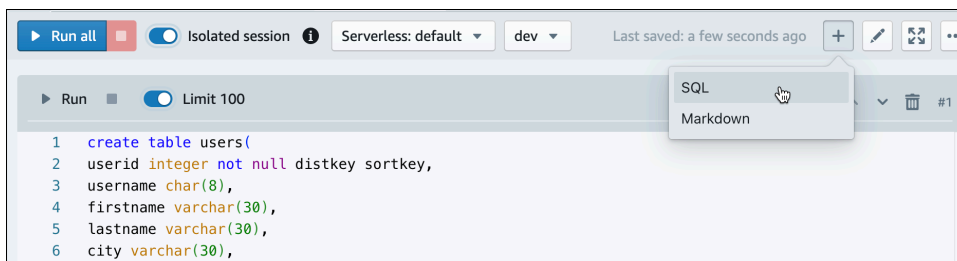 Run all Isolated session Serverless: default dev Last saved: a few seconds ago
SQL
Markdown
Run Limit 100 #1
1 create table users(
2 userid integer not null distkey sortkey,
3 username char(8),
4 firstname varchar(30),
5 lastname varchar(30),
6 city varchar(30),